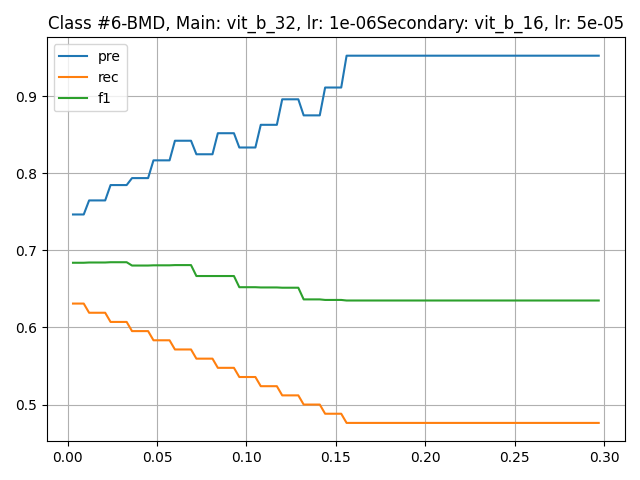 Class #6-BMD, Main: vit_b_32, lr: 1e-06Secondary: vit_b_16, lr: 5e-05
pre
rec
f1
0.9
0.8
0.7
0.6
0.5
0.00 0.05 0.10 0.15 0.20 0.25 0.30